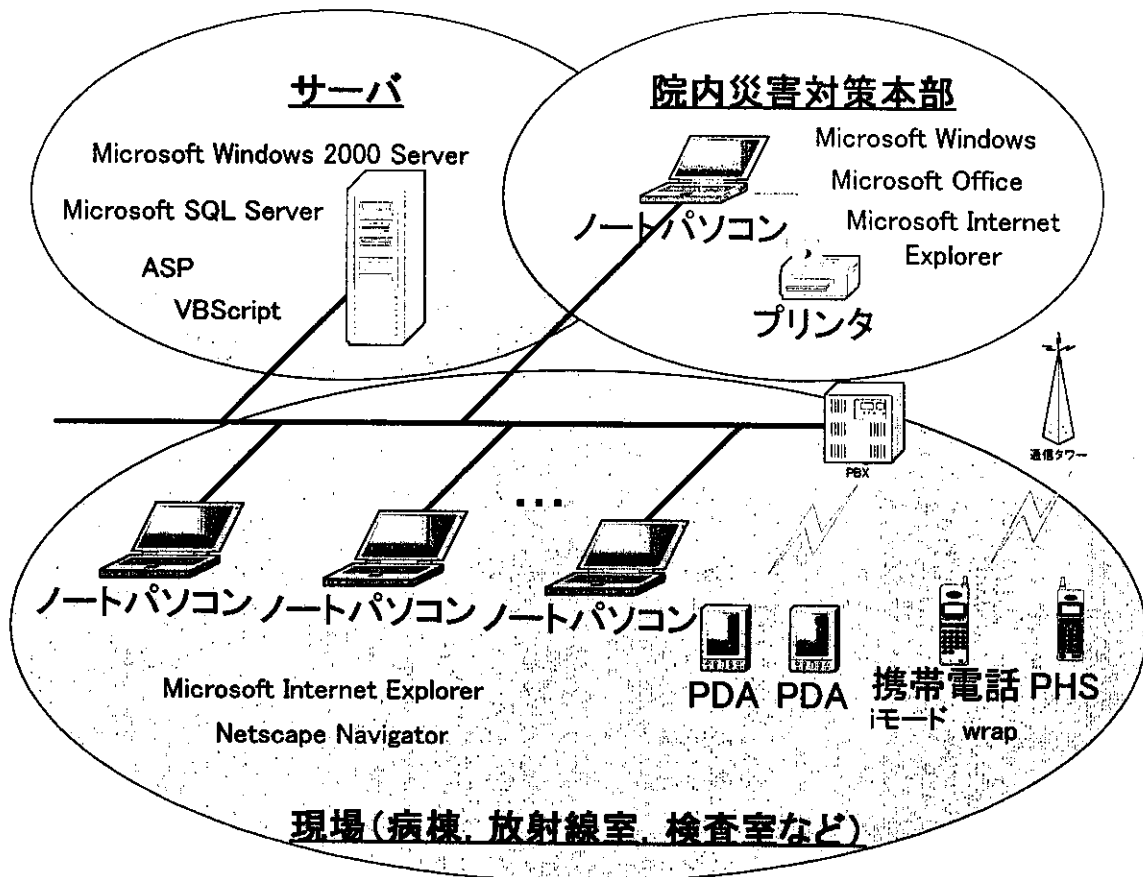 サーバ
Microsoft Windows 2000 Server
Microsoft SQL Server
ASP
VBScript
院内災害対策本部
Microsoft Windows
Microsoft Office
Microsoft Internet
Explorer
ノートパソコン
プリンタ
PBX
通信タワー
...
ノートパソコン ノートパソコン ノートパソコン
PDA PDA 携帯電話 PHS
iモード wrap
Microsoft Internet Explorer
Netscape Navigator
現場(病棟, 放射線室, 検査室など)